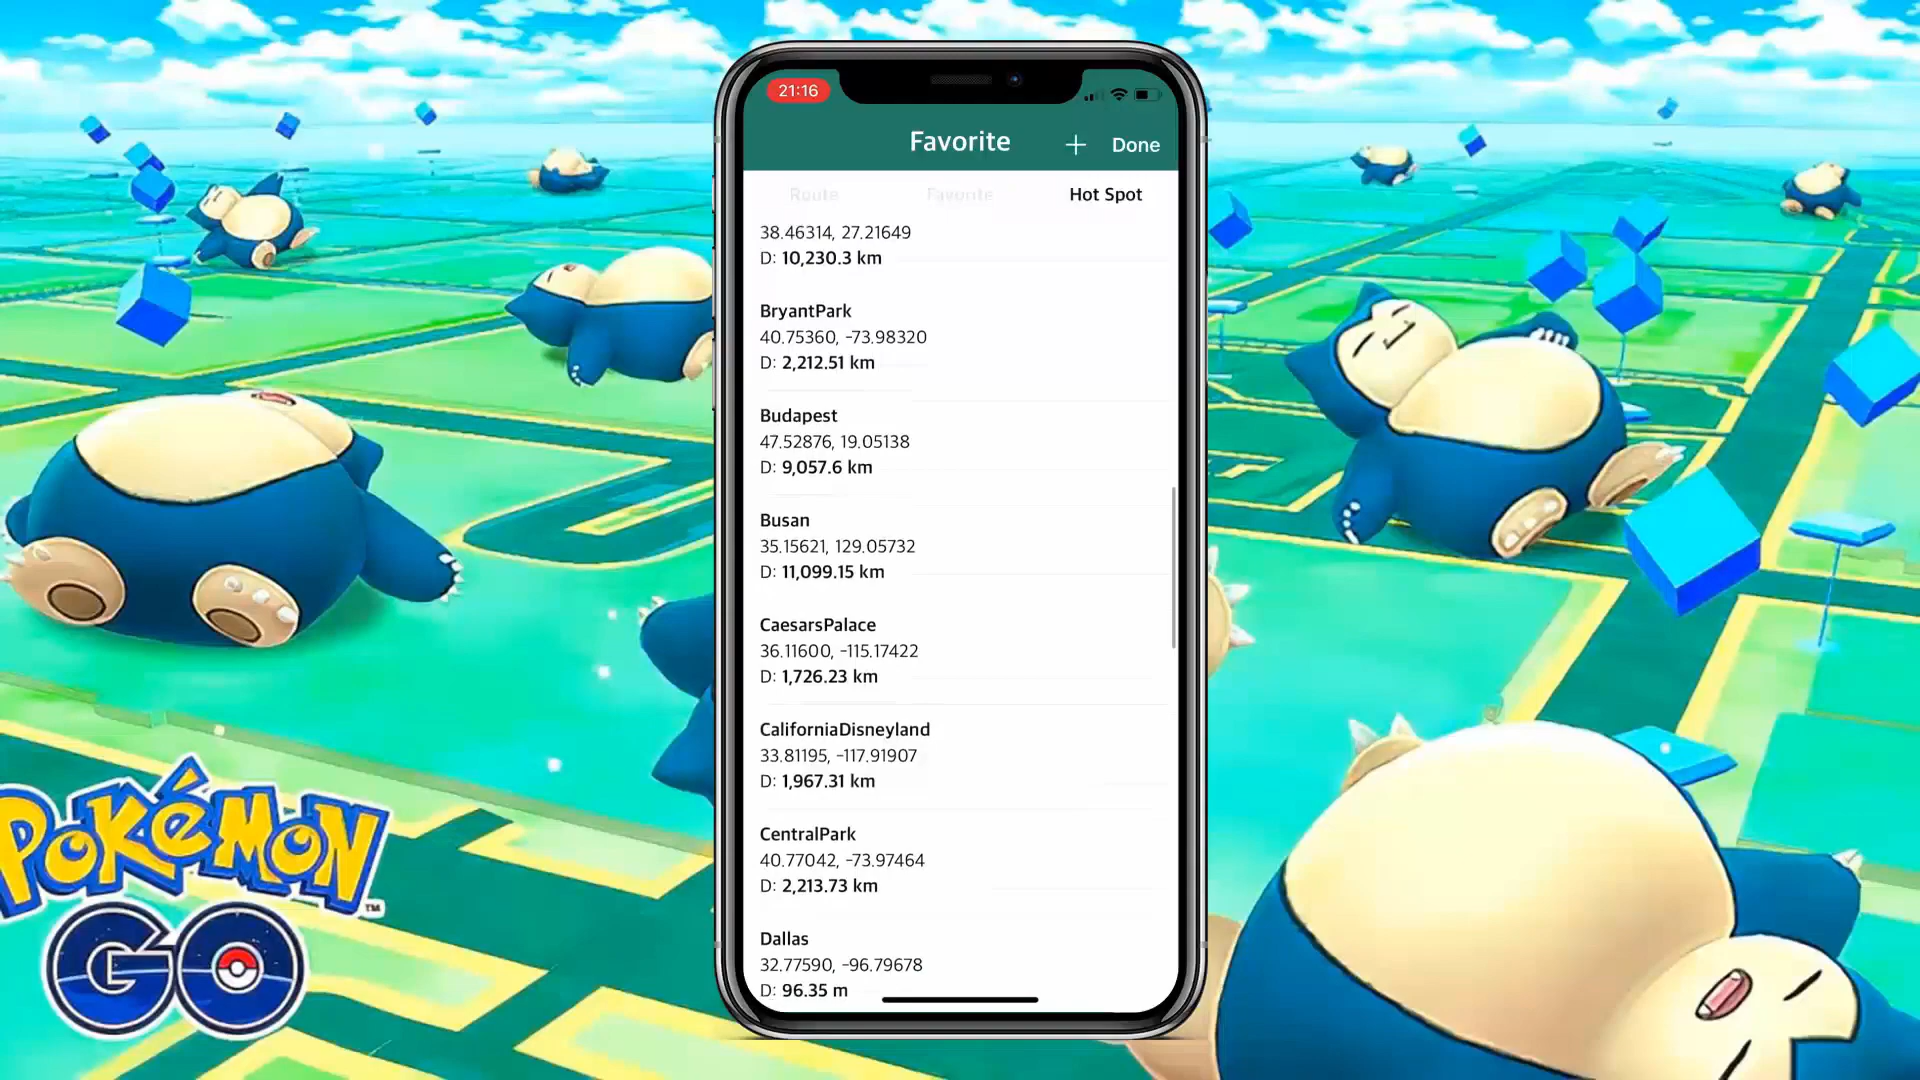 21:16
Favorite
+ Done
Route Favorite Hot Spot
38.46314, 27.21649
D: 10,230.3 km
BryantPark
40.75360, -73.98320
D: 2,212.51 km
Budapest
47.52876, 19.05138
D: 9,057.6 km
Busan
35.15621, 129.05732
D: 11,099.15 km
CaesarsPalace
36.11600, -115.17422
D: 1,726.23 km
CaliforniaDisneyland
33.81195, -117.91907
D: 1,967.31 km
CentralPark
40.77042, -73.97464
D: 2,213.73 km
Dallas
32.77590, -96.79678
D: 96.35 m
POKÉMON
TM
GO